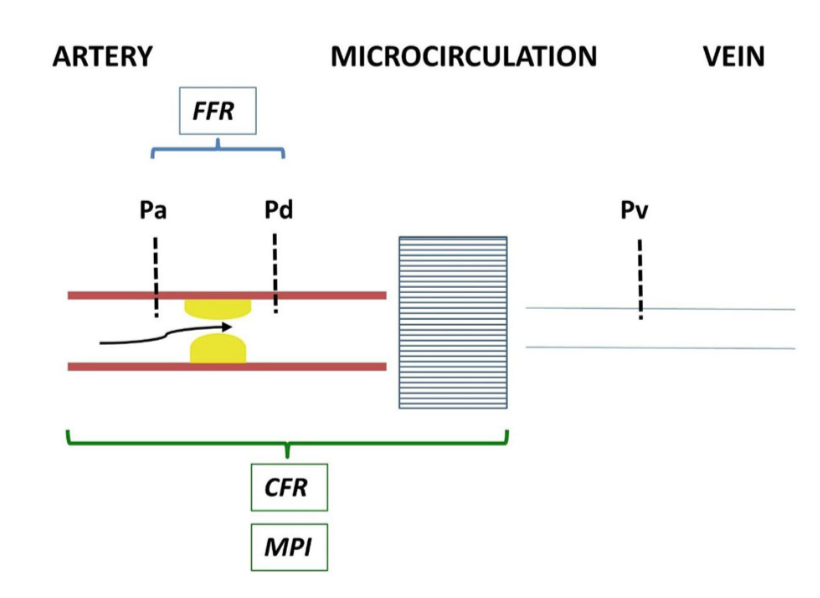 ARTERY MICROCIRCULATION VEIN
FFR
Pa Pd Pv
CFR
MPI